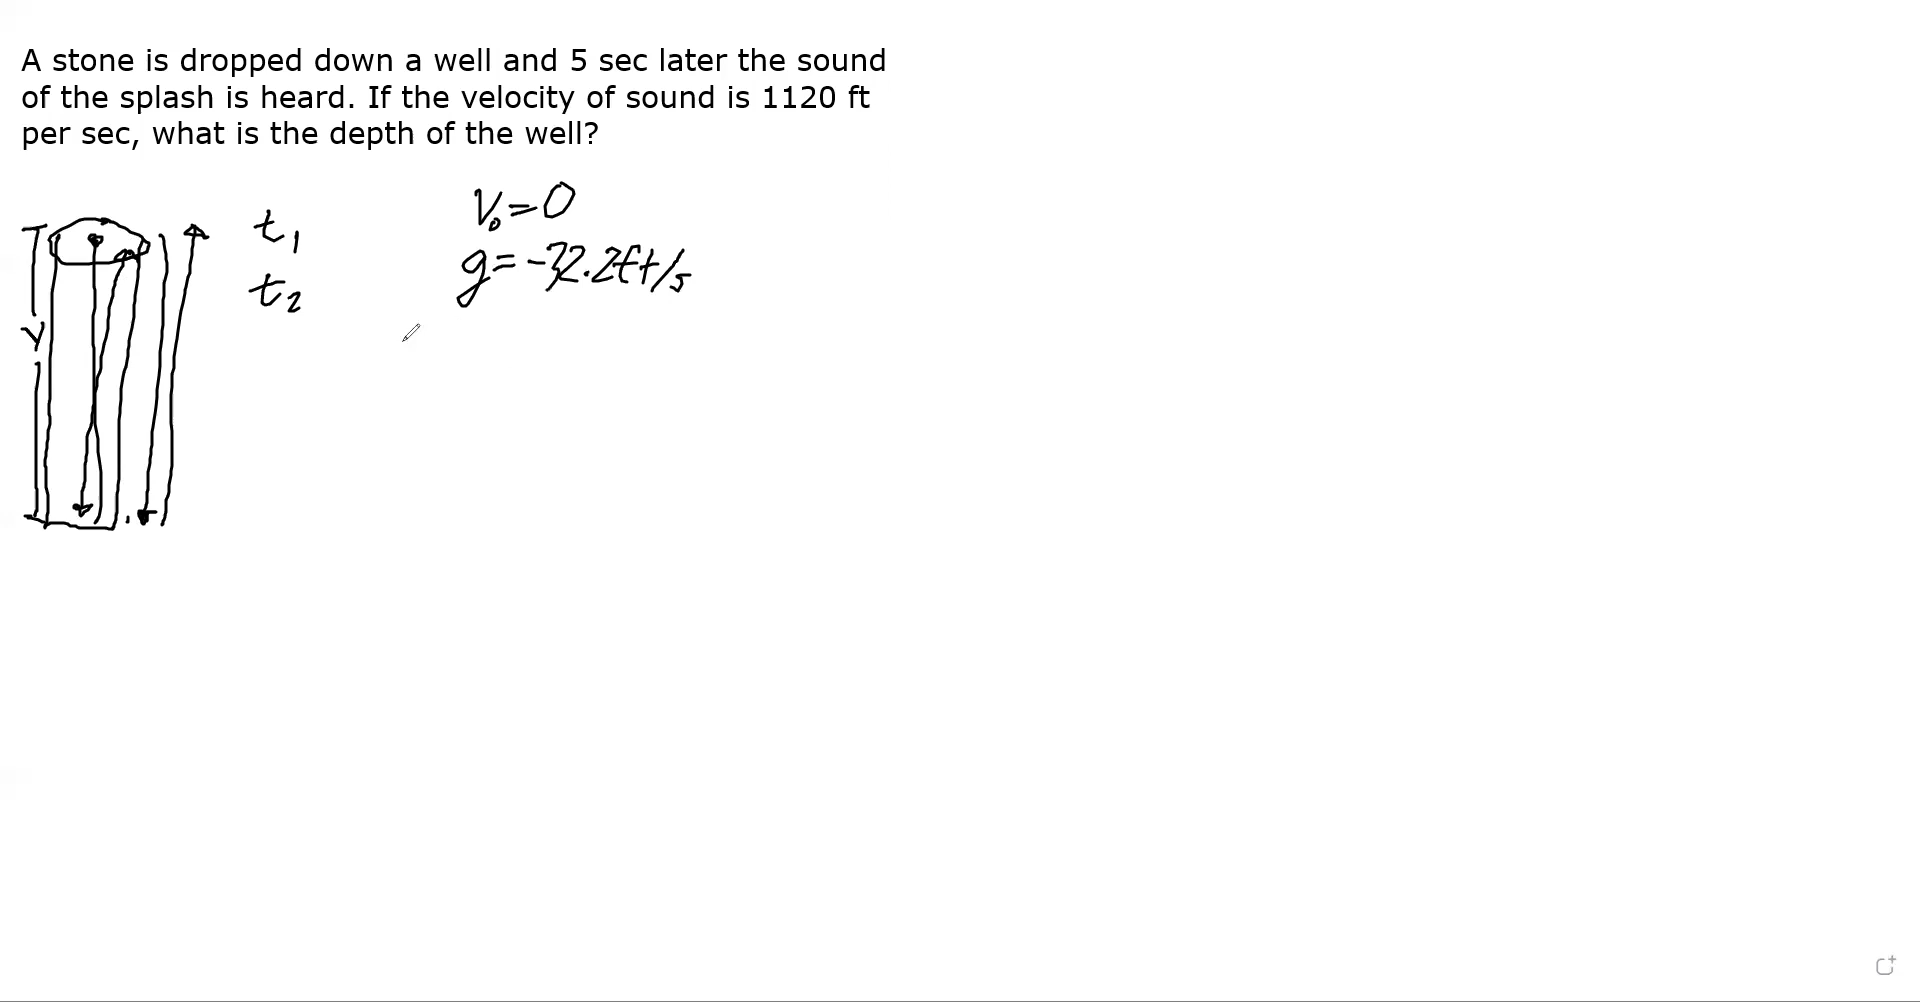 A stone is dropped down a well and 5 sec later the sound
of the splash is heard. If the velocity of sound is 1120 ft
per sec, what is the depth of the well?
t₁
t₂
V₀=0
g=-32.2ft/s
y